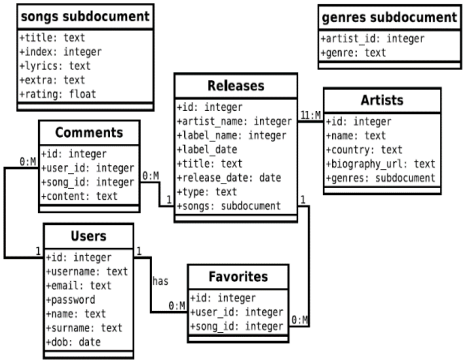 songs subdocument
+title: text
+index: integer
+lyrics: text
+extra: text
+rating: float
genres subdocument
+artist_id: integer
+genre: text
Releases
+id: integer
+artist_name: integer
+label_name: integer
+label_date
+title: text
+release_date: date
+type: text
+songs: subdocument
11:M
Artists
+id: integer
+name: text
+country: text
+biography_url: text
+genres: subdocument
Comments
+id: integer
+user_id: integer
+song_id: integer
+content: text
0:M
0:M
1
1
Users
+id: integer
+username: text
+email: text
+password
+name: text
+surname: text
+dob: date
1
1
has
0:M
Favorites
+id: integer
+user_id: integer
+song_id: integer
0:M